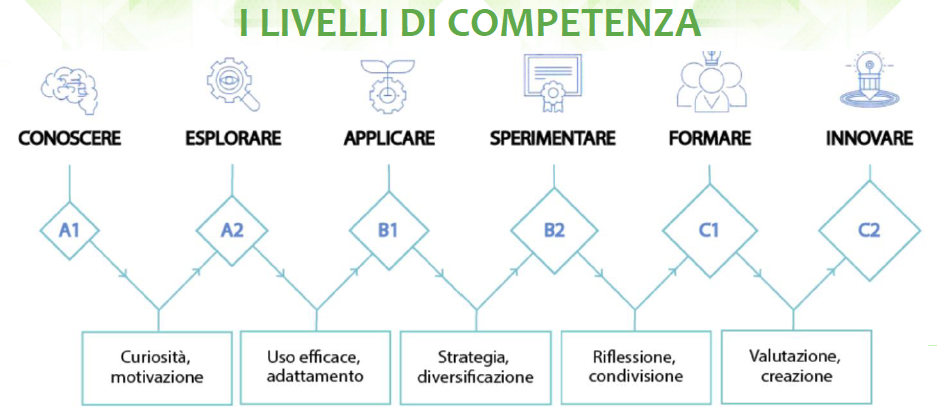 I LIVELLI DI COMPETENZA
CONOSCERE ESPLORARE APPLICARE SPERIMENTARE FORMARE INNOVARE
A1 A2 B1 B2 C1 C2
Curiosità,
motivazione
Uso efficace,
adattamento
Strategia,
diversificazione
Riflessione,
condivisione
Valutazione,
creazione